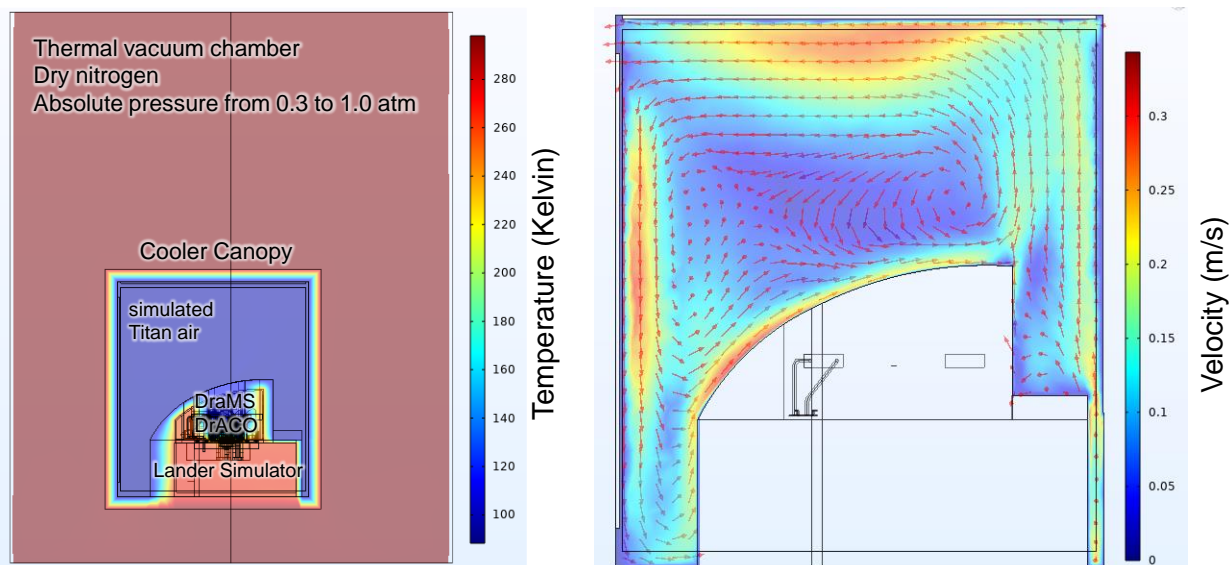 Thermal vacuum chamber
Dry nitrogen
Absolute pressure from 0.3 to 1.0 atm
Cooler Canopy
simulated
Titan air
DraMS
DrACO
Lander Simulator
280
260
240
220
200
180
160
140
120
100
Temperature (Kelvin)
0.3
0.25
0.2
0.15
0.1
0.05
0
Velocity (m/s)